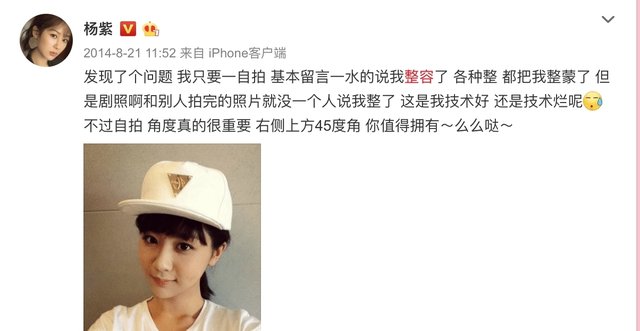 杨紫
2014-8-21 11:52 来自 iPhone客户端
发现了个问题 我只要一自拍 基本留言一水的说我整容了 各种整 都把我整蒙了 但
是剧照啊和别人拍完的照片就没一个人说我整了 这是我技术好 还是技术烂呢
不过自拍 角度真的很重要 右侧上方45度角 你值得拥有～么么哒～